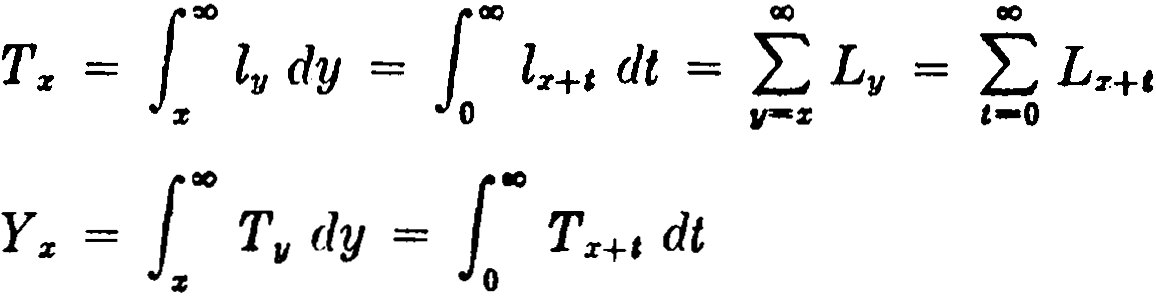 T_x = \int_x^\infty l_y dy = \int_0^\infty l_{x+t} dt = \sum_{y=x}^\infty L_y = \sum_{t=0}^\infty L_{x+t}
Y_x = \int_x^\infty T_y dy = \int_0^\infty T_{x+t} dt